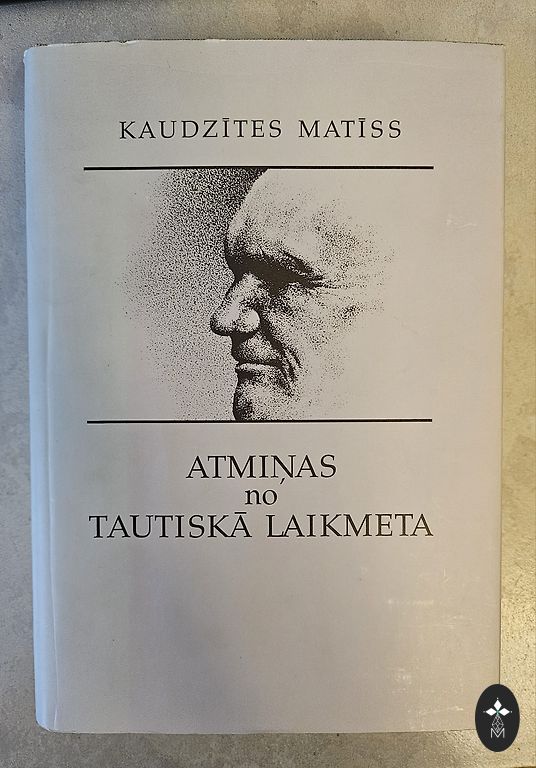 KAUDZĪTES MATĪSS
ATMIŅAS
no
TAUTISKĀ LAIKMETA
M